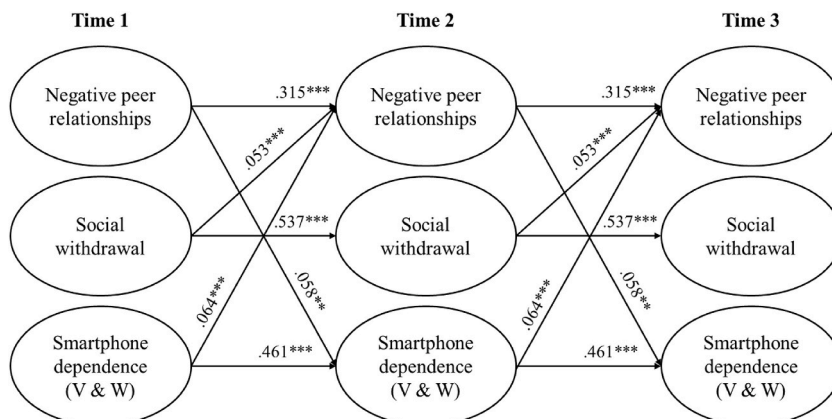 Time 1
Time 2
Time 3
Negative peer
relationships
.315***
Negative peer
relationships
.315***
Negative peer
relationships
.053***
.053***
Social
withdrawal
.537***
Social
withdrawal
.537***
Social
withdrawal
.064***
.058**
.064***
.058**
Smartphone
dependence
(V & W)
.461***
Smartphone
dependence
(V & W)
.461***
Smartphone
dependence
(V & W)